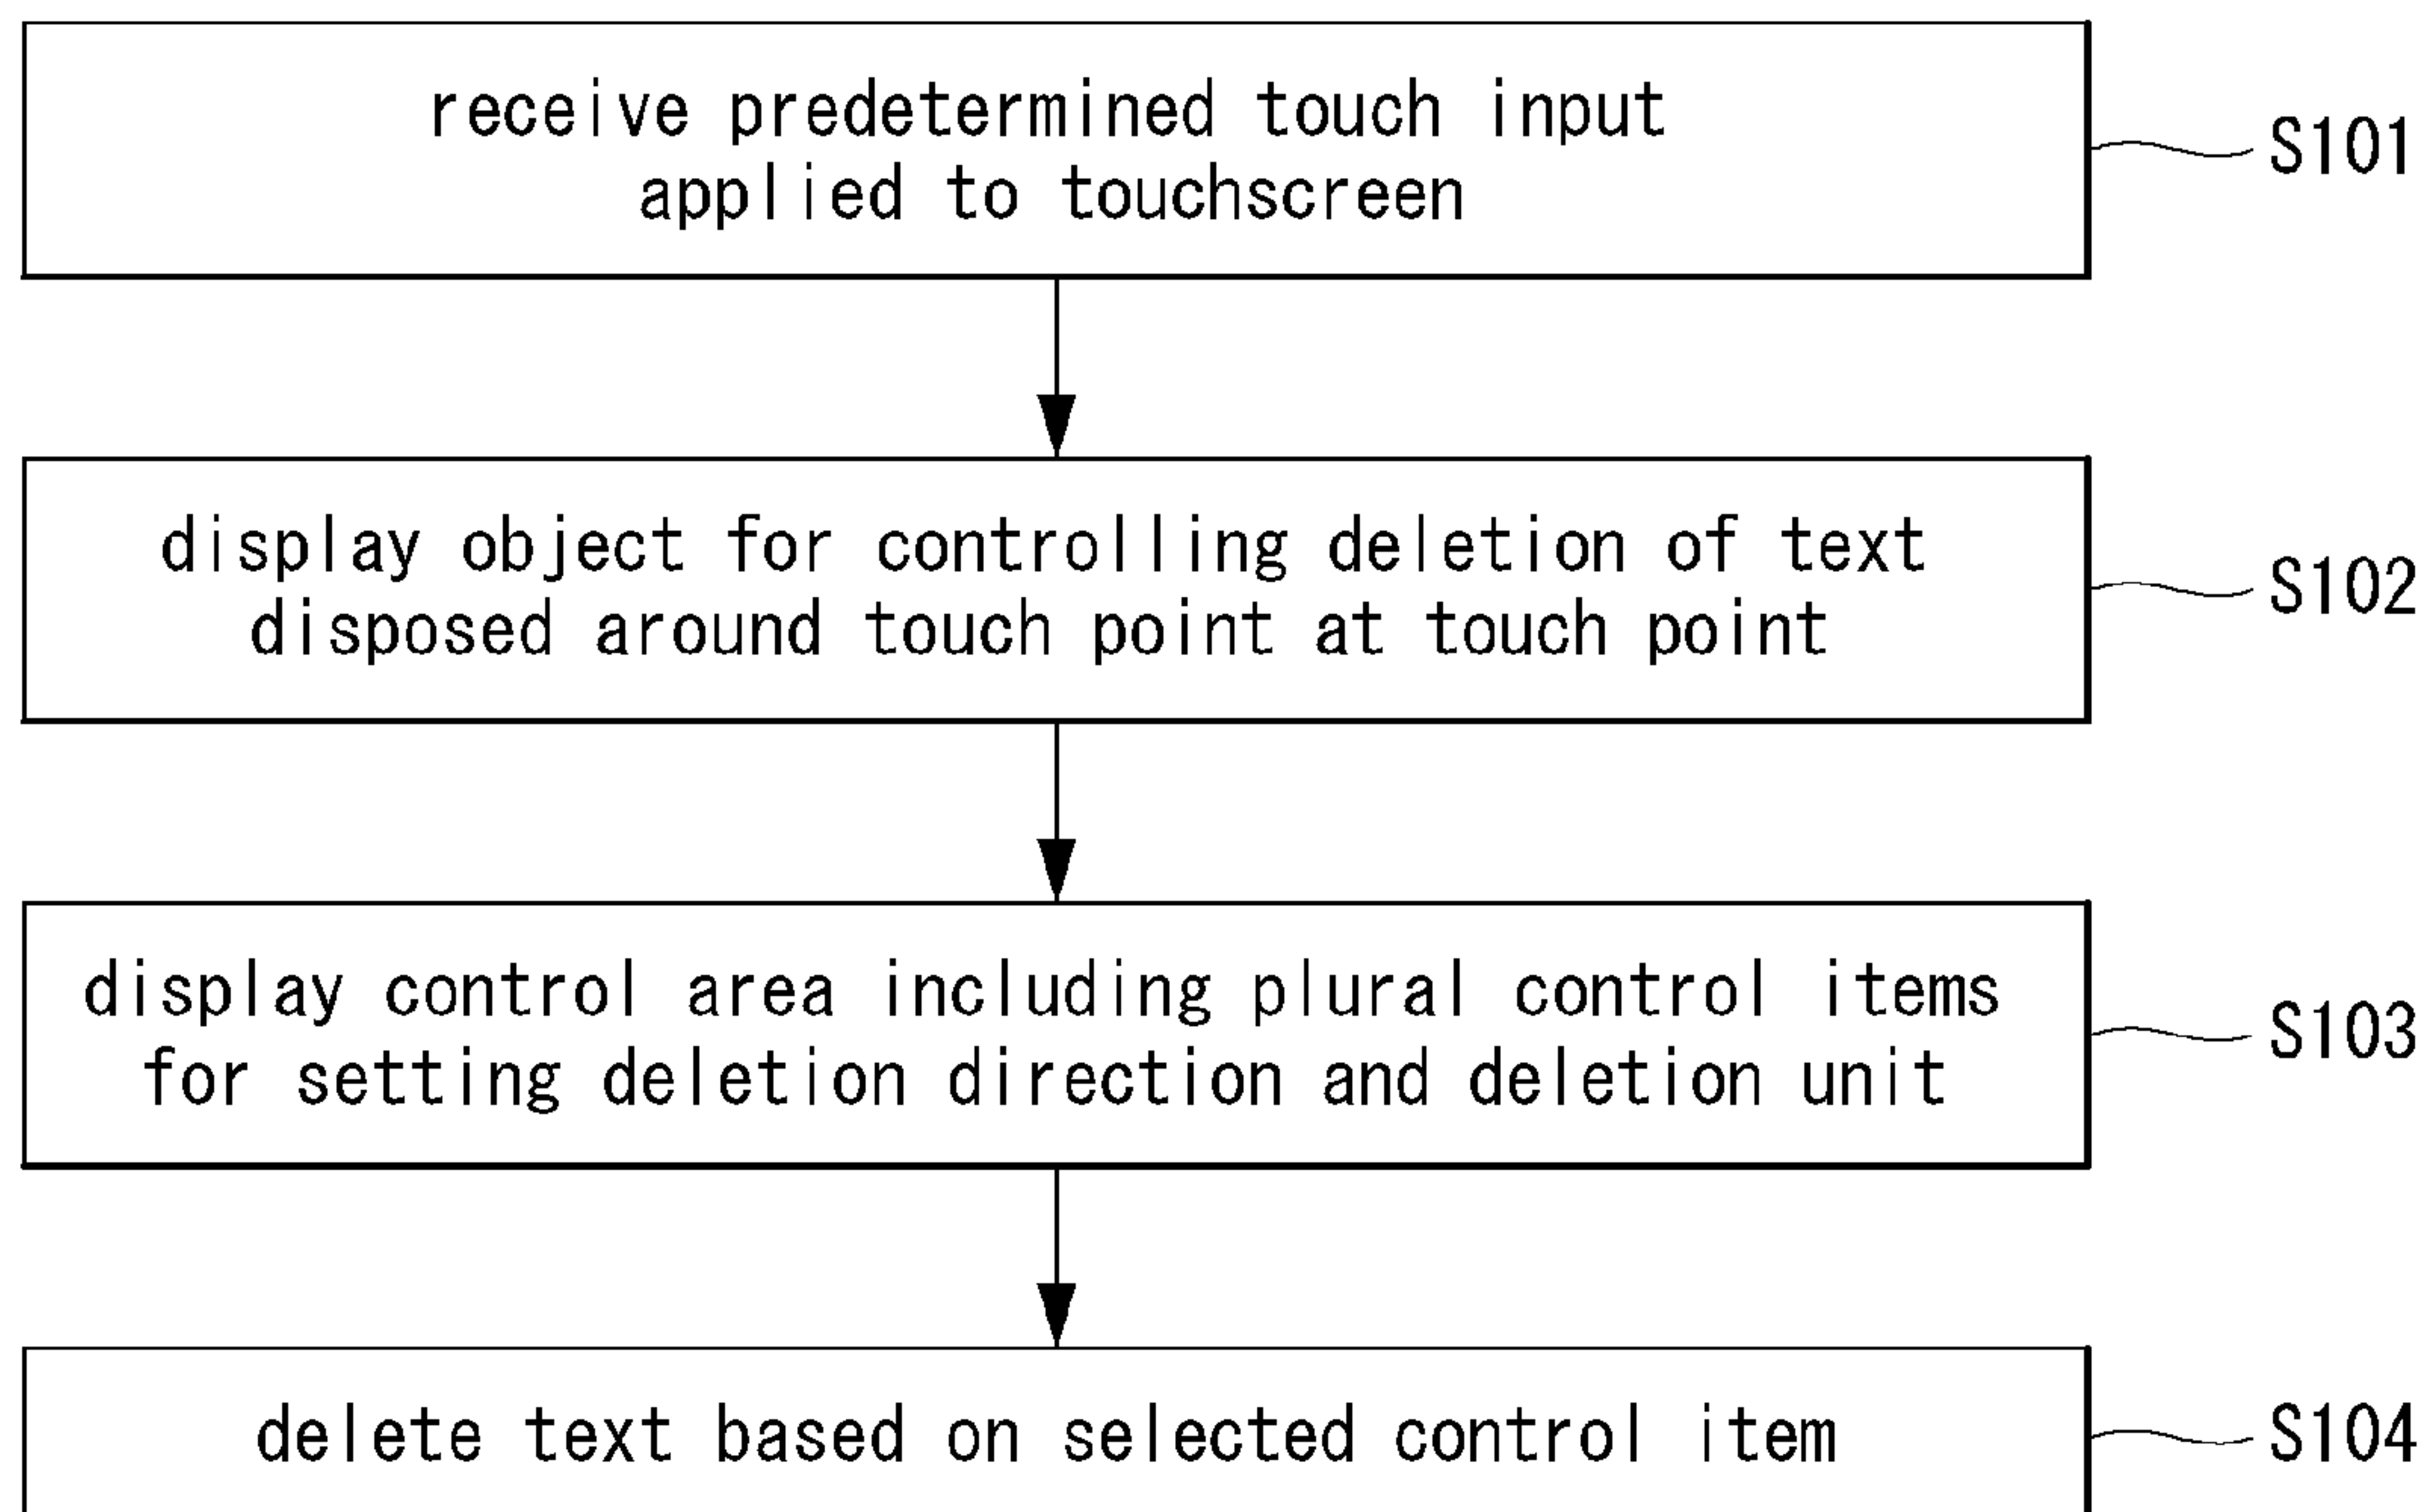 receive predetermined touch input
applied to touchscreen
S101
display object for controlling deletion of text
disposed around touch point at touch point
S102
display control area including plural control items
for setting deletion direction and deletion unit
S103
delete text based on selected control item
S104